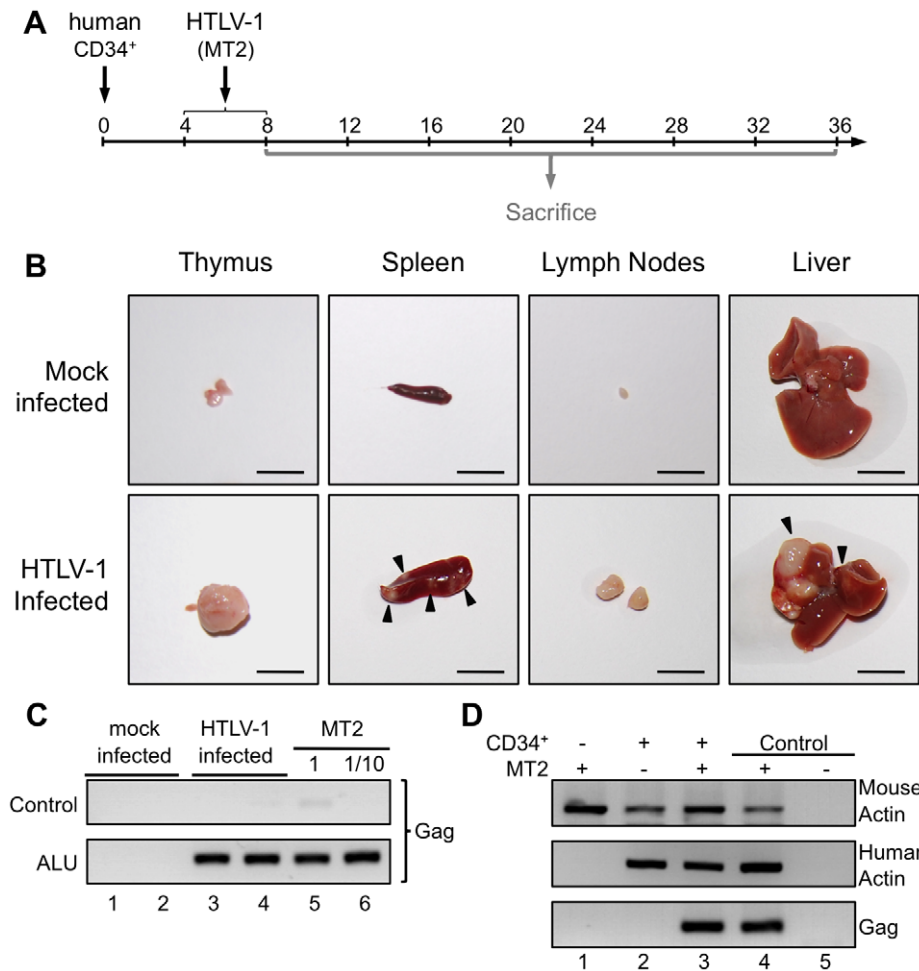 A
human
CD34+
HTLV-1
(MT2)
0 4 6 8 12 16 20 22 24 28 32 36
Sacrifice
B
Thymus Spleen Lymph Nodes Liver
Mock
infected
HTLV-1
Infected
C
mock
infected
HTLV-1
infected
MT2
1 1/10
Control
ALU
Gag
1 2 3 4 5 6
D
CD34+ - + + Control
MT2 + - + + -
Mouse
Actin
Human
Actin
Gag
1 2 3 4 5